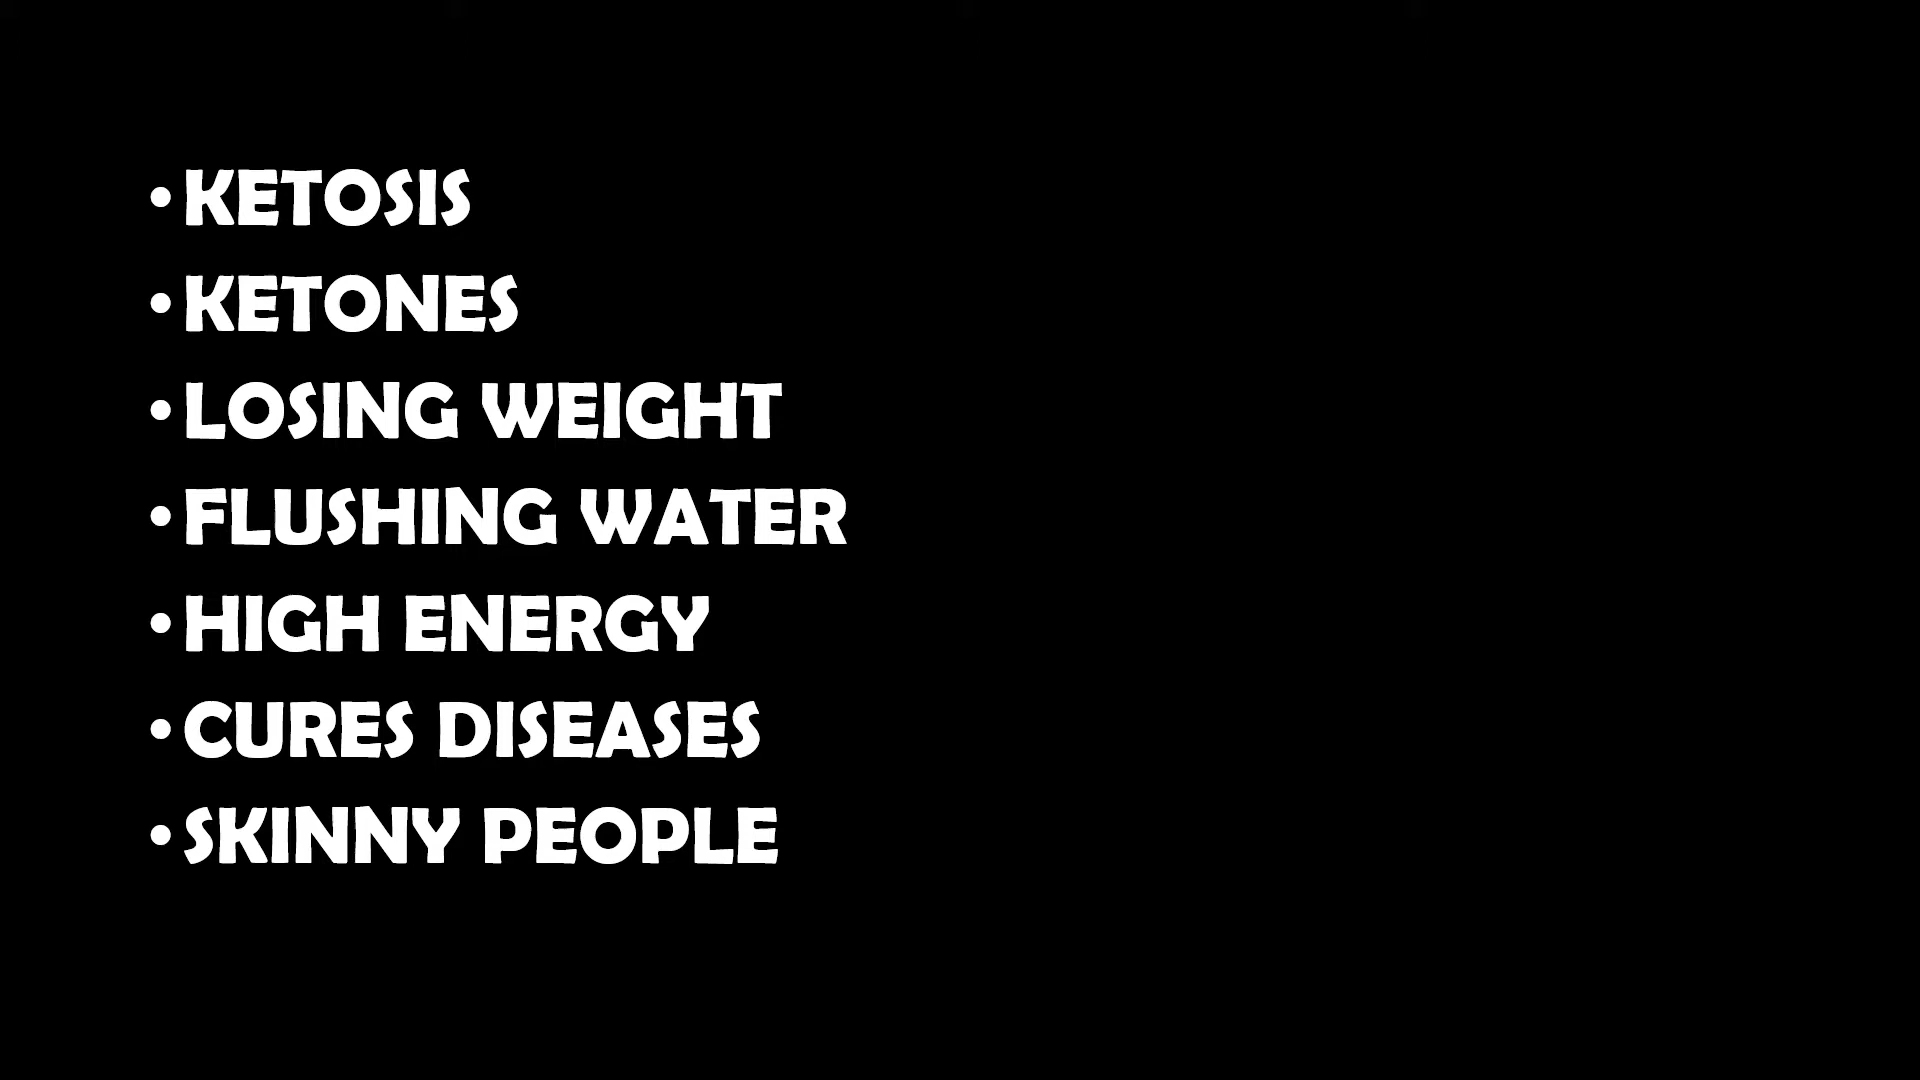 • KETOSIS
• KETONES
• LOSING WEIGHT
• FLUSHING WATER
• HIGH ENERGY
• CURES DISEASES
• SKINNY PEOPLE